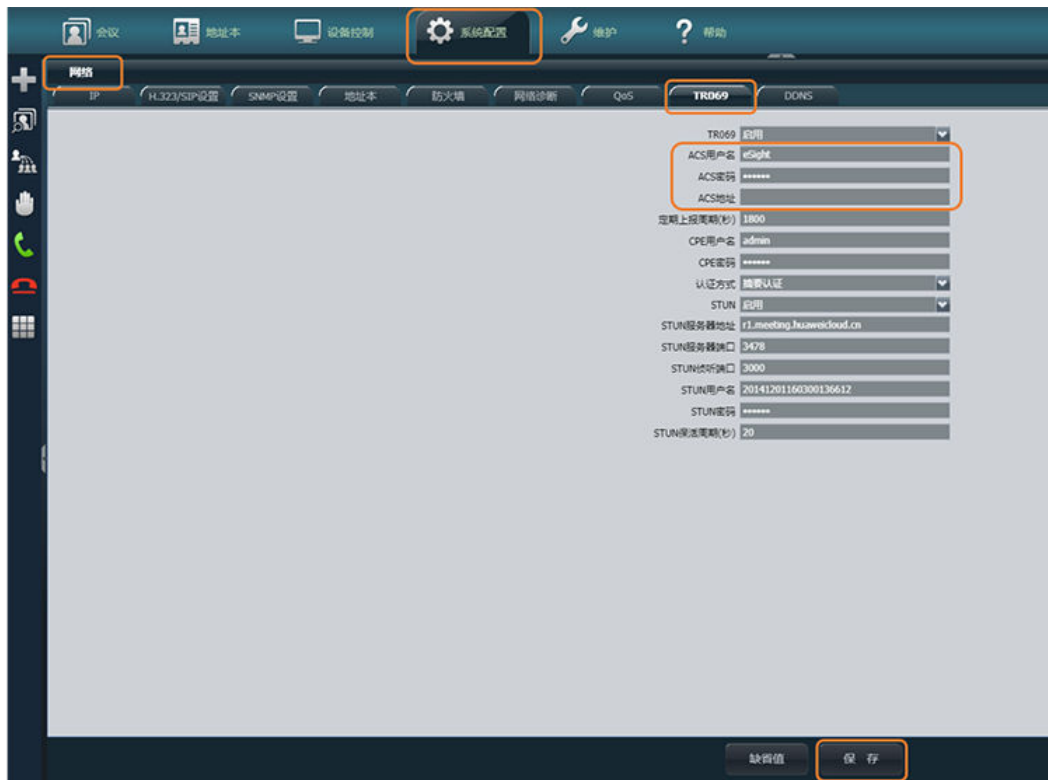 会议 地址本 设备控制 系统配置 维护 帮助
网络
IP H.323/SIP设置 SNMP设置 地址本 防火墙 网络诊断 QoS TR069 DDNS
TR069 启用
ACS用户名 eSight
ACS密码 ••••••
ACS地址
定期上报周期(秒) 1800
CPE用户名 admin
CPE密码 ••••••
认证方式 摘要认证
STUN 启用
STUN服务器地址 r1.meeting.huaweicloud.cn
STUN服务器端口 3478
STUN侦听端口 3000
STUN用户名 20141201160300136612
STUN密码 ••••••
STUN保活周期(秒) 20
缺省值 保 存